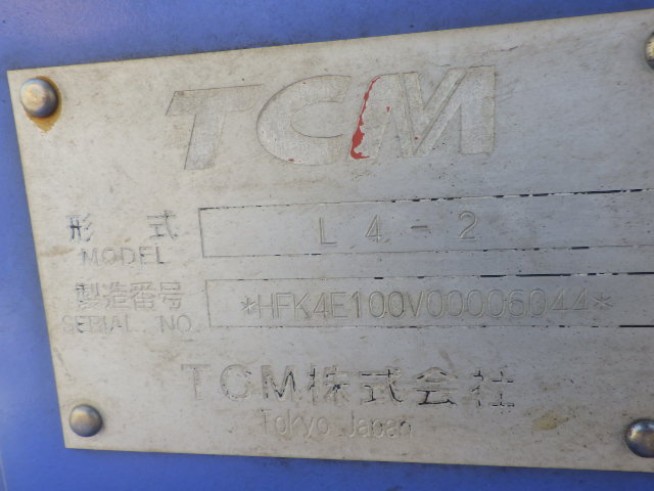 TCM
形 式 L4-2
MODEL
製造番号 *HFK4E100V00006044*
SERIAL NO
TCM株式会社
Tokyo Japan